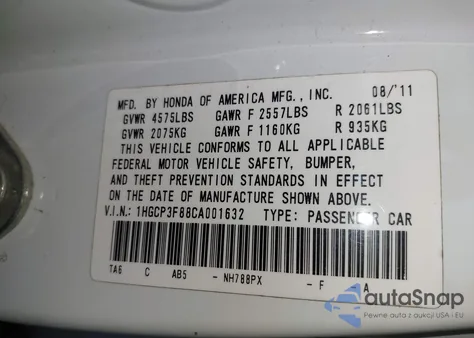 MFD. BY HONDA OF AMERICA MFG., INC. 08/'11
GVWR 4575LBS GAWR F 2557LBS R 2061LBS
GVWR 2075KG GAWR F 1160KG R 935KG
THIS VEHICLE CONFORMS TO ALL APPLICABLE
FEDERAL MOTOR VEHICLE SAFETY, BUMPER,
AND THEFT PREVENTION STANDARDS IN EFFECT
ON THE DATE OF MANUFACTURE SHOWN ABOVE.
V.I.N.: 1HGCP3F88CA001632 TYPE: PASSENGER CAR
TA6 C AB5 - NH788PX - F - A
autoSnap
Pewne auta z aukcji USA i EU